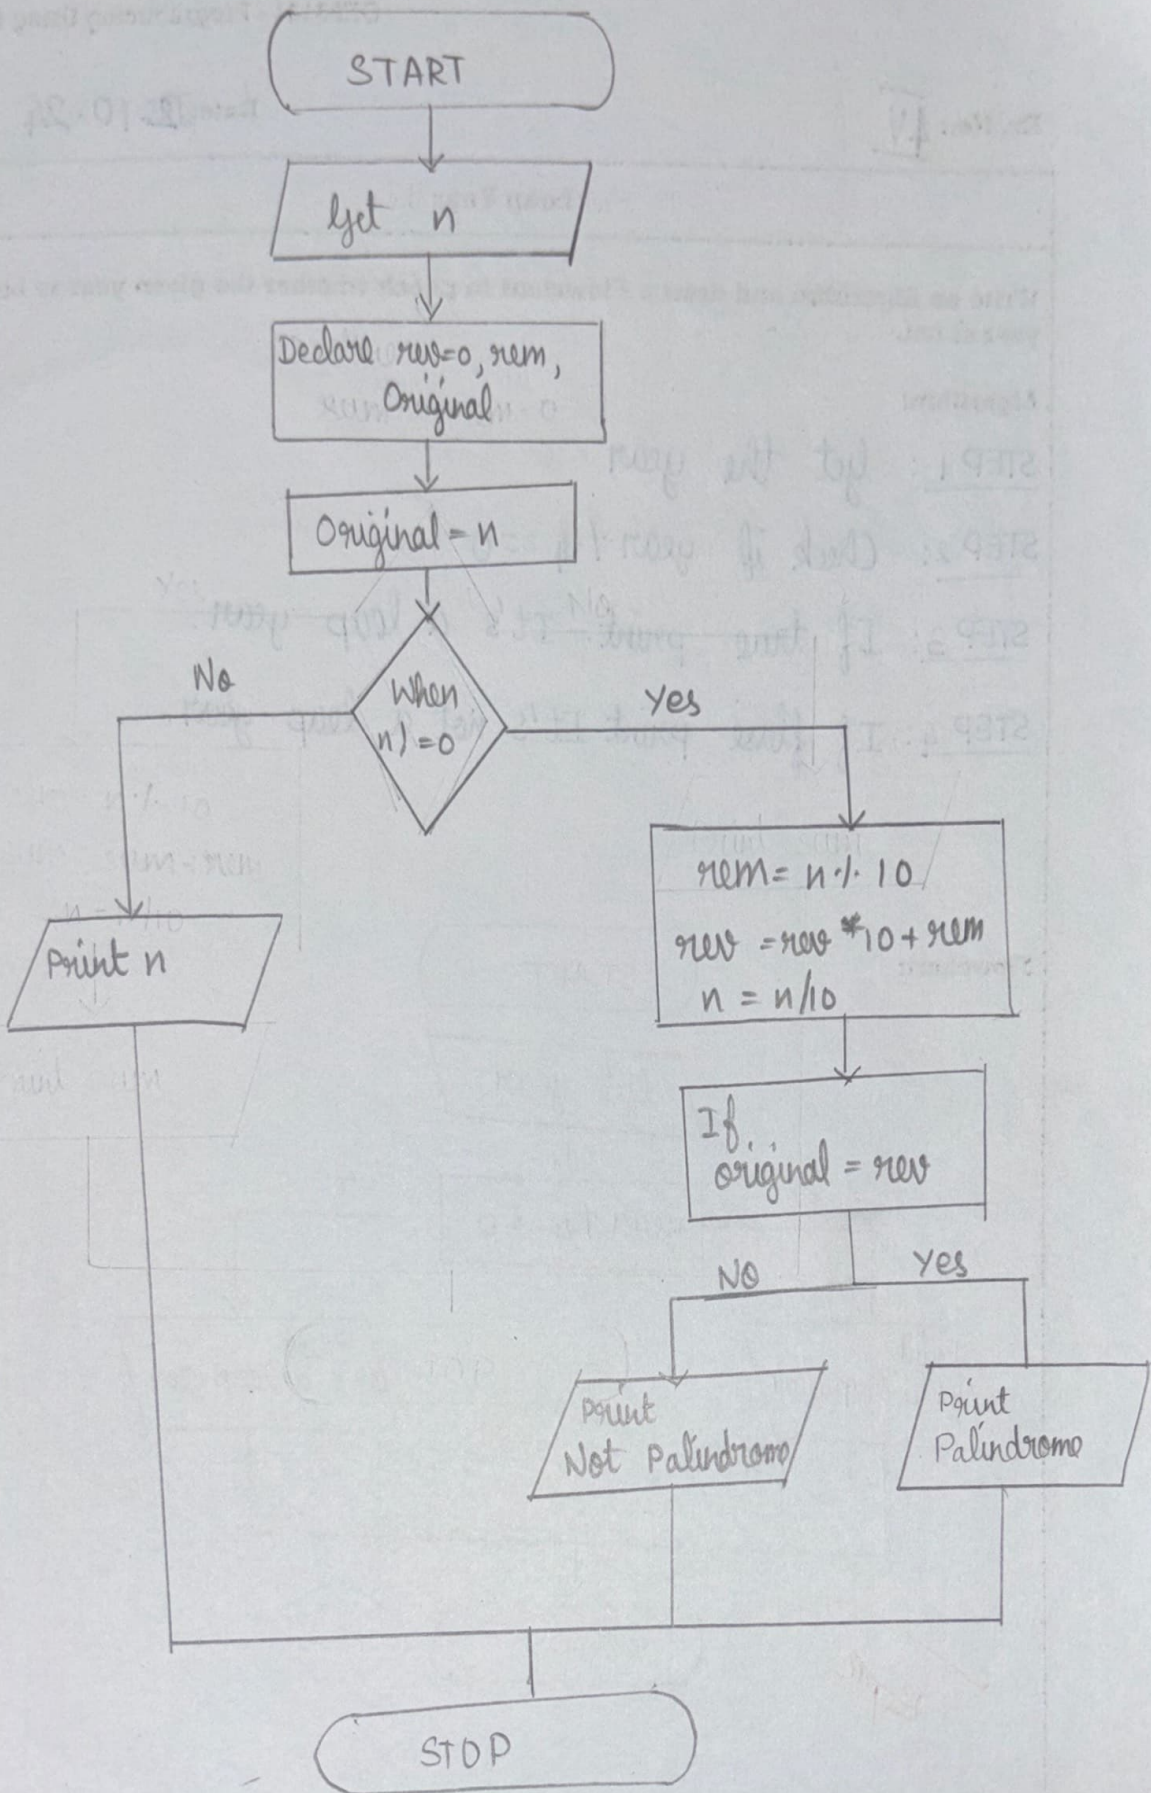 START
Get n
Declare rev=0, rem,
Original
Original = n
When
n!=0
No
Yes
rem= n % 10
rev =rev *10+rem
n = n/10
Print n
If
original = rev
No
Yes
Print
Not Palindrome
Print
Palindrome
STOP